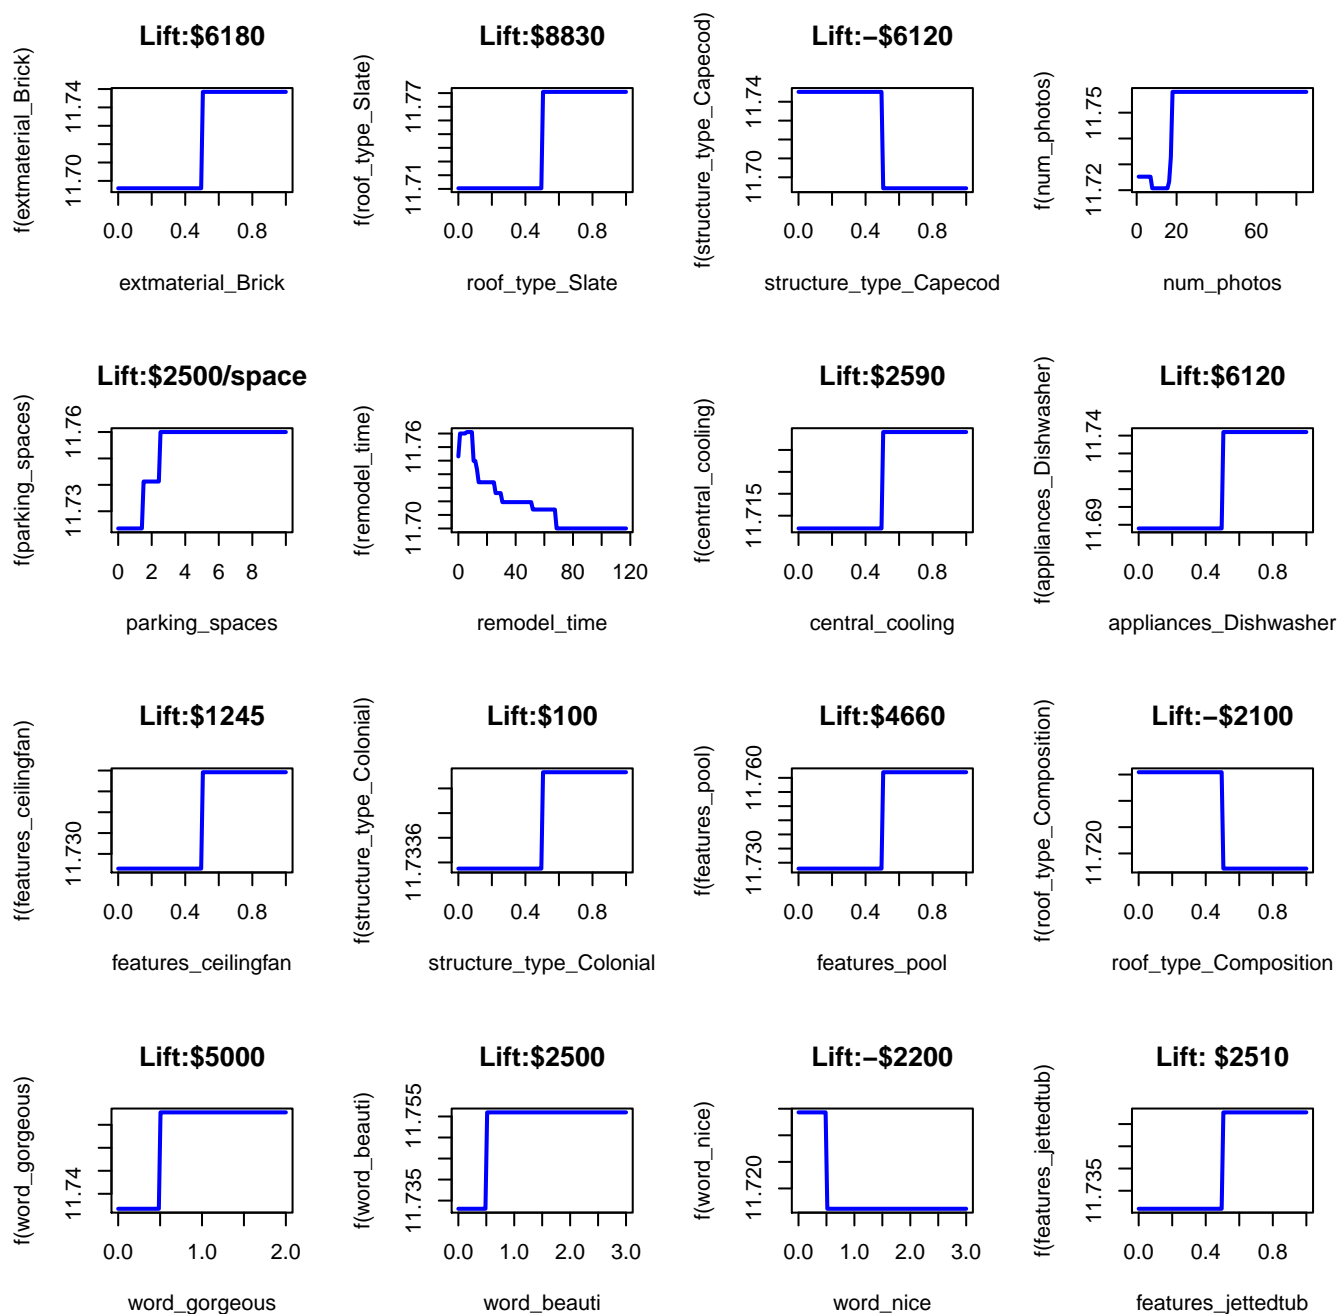 Lift:$6180
f(extmaterial_Brick)
11.70 11.74
0.0 0.4 0.8
extmaterial_Brick
Lift:$8830
f(roof_type_Slate)
11.71 11.77
0.0 0.4 0.8
roof_type_Slate
Lift:−$6120
f(structure_type_Capecod)
11.70 11.74
0.0 0.4 0.8
structure_type_Capecod
f(num_photos)
11.72 11.75
0 20 60
num_photos
Lift:$2500/space
f(parking_spaces)
11.73 11.76
0 2 4 6 8
parking_spaces
f(remodel_time)
11.70 11.76
0 40 80 120
remodel_time
Lift:$2590
f(central_cooling)
11.715
0.0 0.4 0.8
central_cooling
Lift:$6120
f(appliances_Dishwasher)
11.69 11.74
0.0 0.4 0.8
appliances_Dishwasher
Lift:$1245
f(features_ceilingfan)
11.730
0.0 0.4 0.8
features_ceilingfan
Lift:$100
f(structure_type_Colonial)
11.7336
0.0 0.4 0.8
structure_type_Colonial
Lift:$4660
f(features_pool)
11.730 11.760
0.0 0.4 0.8
features_pool
Lift:−$2100
f(roof_type_Composition)
11.720
0.0 0.4 0.8
roof_type_Composition
Lift:$5000
f(word_gorgeous)
11.74
0.0 1.0 2.0
word_gorgeous
Lift:$2500
f(word_beauti)
11.735 11.755
0.0 1.0 2.0 3.0
word_beauti
Lift:−$2200
f(word_nice)
11.720
0.0 1.0 2.0 3.0
word_nice
Lift: $2510
f(features_jettedtub)
11.735
0.0 0.4 0.8
features_jettedtub